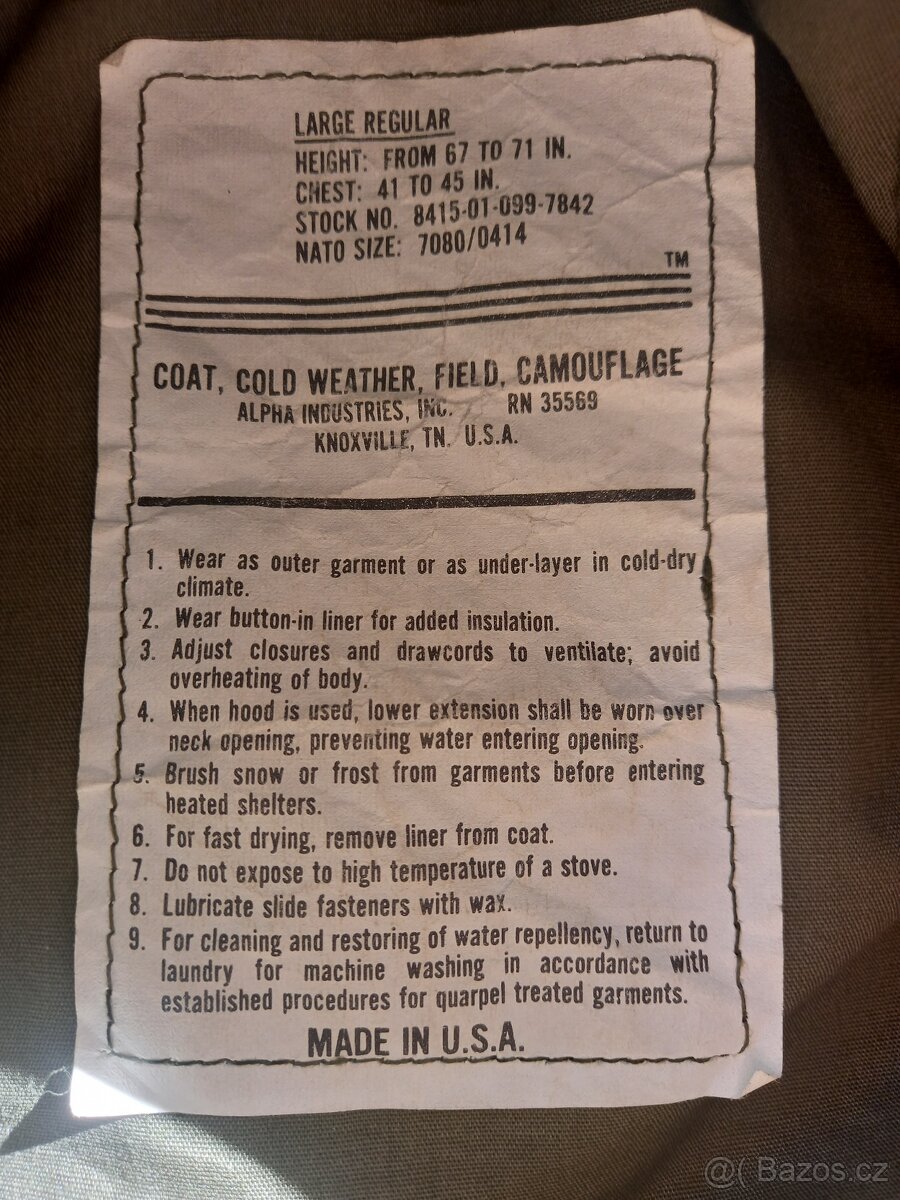 LARGE REGULAR
HEIGHT: FROM 67 TO 71 IN.
CHEST: 41 TO 45 IN.
STOCK NO. 8415-01-099-7842
NATO SIZE: 7080/0414
TM
COAT, COLD WEATHER, FIELD, CAMOUFLAGE
ALPHA INDUSTRIES, INC. RN 35569
KNOXVILLE, TN. U.S.A.
1. Wear as outer garment or as under-layer in cold-dry
climate.
2. Wear button-in liner for added insulation.
3. Adjust closures and drawcords to ventilate; avoid
overheating of body.
4. When hood is used, lower extension shall be worn over
neck opening, preventing water entering opening.
5. Brush snow or frost from garments before entering
heated shelters.
6. For fast drying, remove liner from coat.
7. Do not expose to high temperature of a stove.
8. Lubricate slide fasteners with wax.
9. For cleaning and restoring of water repellency, return to
laundry for machine washing in accordance with
established procedures for quarpel treated garments.
MADE IN U.S.A.
@( Bazos.cz